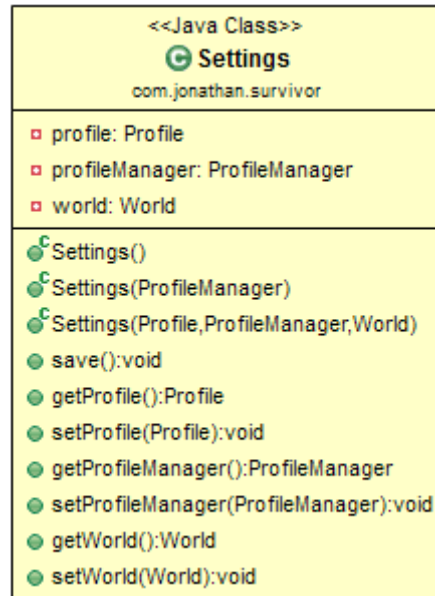 <<Java Class>>
C Settings
com.jonathan.survivor
profile: Profile
profileManager: ProfileManager
world: World
C Settings()
C Settings(ProfileManager)
C Settings(Profile,ProfileManager,World)
save():void
getProfile():Profile
setProfile(Profile):void
getProfileManager():ProfileManager
setProfileManager(ProfileManager):void
getWorld():World
setWorld(World):void